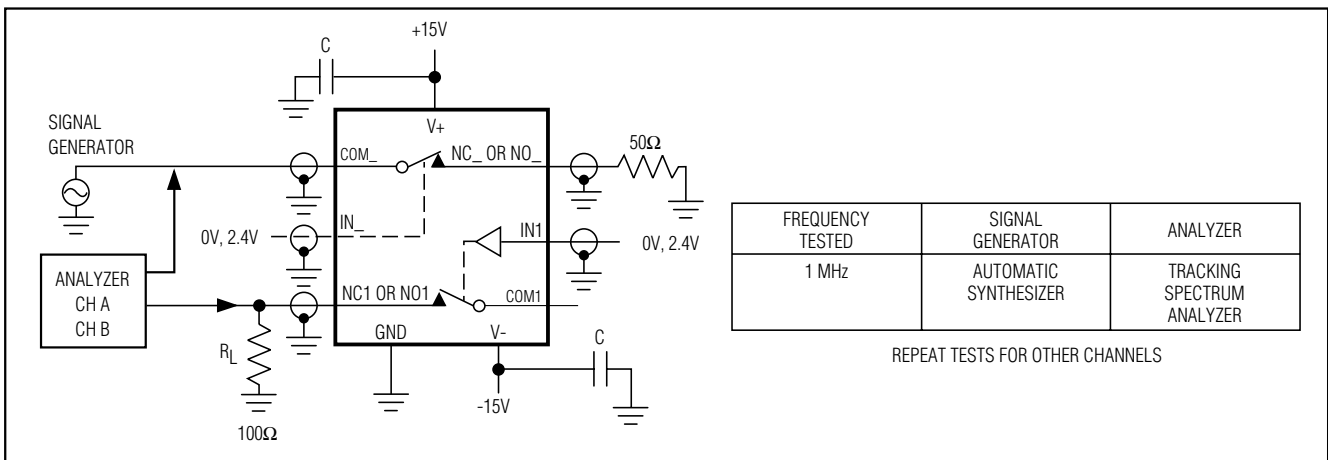 +15V
C
V+
SIGNAL
GENERATOR
COM_
NC_ OR NO_
50Ω
IN_
0V, 2.4V
IN1
0V, 2.4V
ANALYZER
CH A
CH B
NC1 OR NO1
COM1
GND
V-
C
RL
-15V
100Ω
FREQUENCY
TESTED
SIGNAL
GENERATOR
ANALYZER
1 MHz
AUTOMATIC
SYNTHESIZER
TRACKING
SPECTRUM
ANALYZER
REPEAT TESTS FOR OTHER CHANNELS